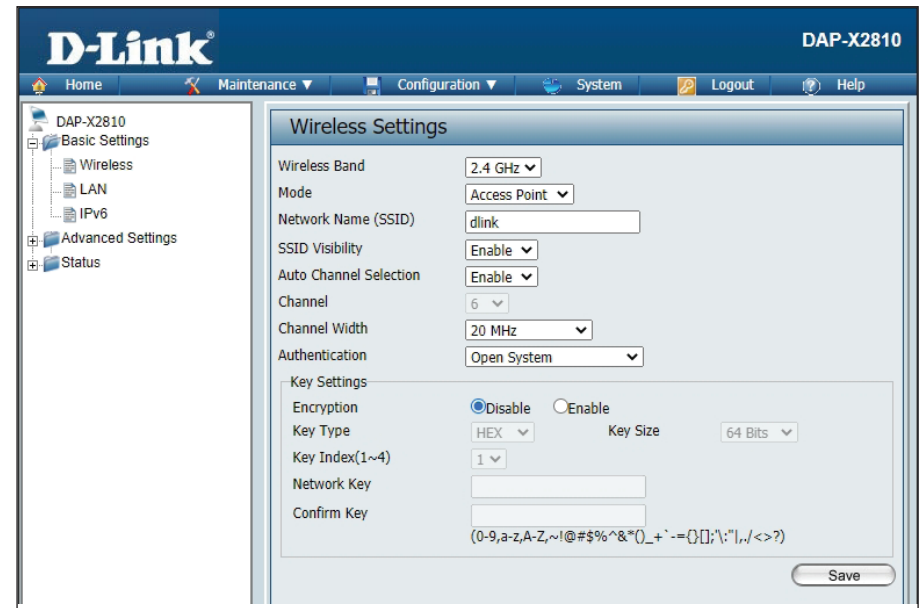 D-Link®
DAP-X2810
Home Maintenance ▼ Configuration ▼ System Logout Help
DAP-X2810
Basic Settings
Wireless
LAN
IPv6
Advanced Settings
Status
Wireless Settings
Wireless Band 2.4 GHz
Mode Access Point
Network Name (SSID) dlink
SSID Visibility Enable
Auto Channel Selection Enable
Channel 6
Channel Width 20 MHz
Authentication Open System
Key Settings
Encryption Disable Enable
Key Type HEX Key Size 64 Bits
Key Index(1~4) 1
Network Key
Confirm Key
(0-9,a-z,A-Z,~!@#$%^&*()_+`-={}[];'\:"|,./<>?)
Save